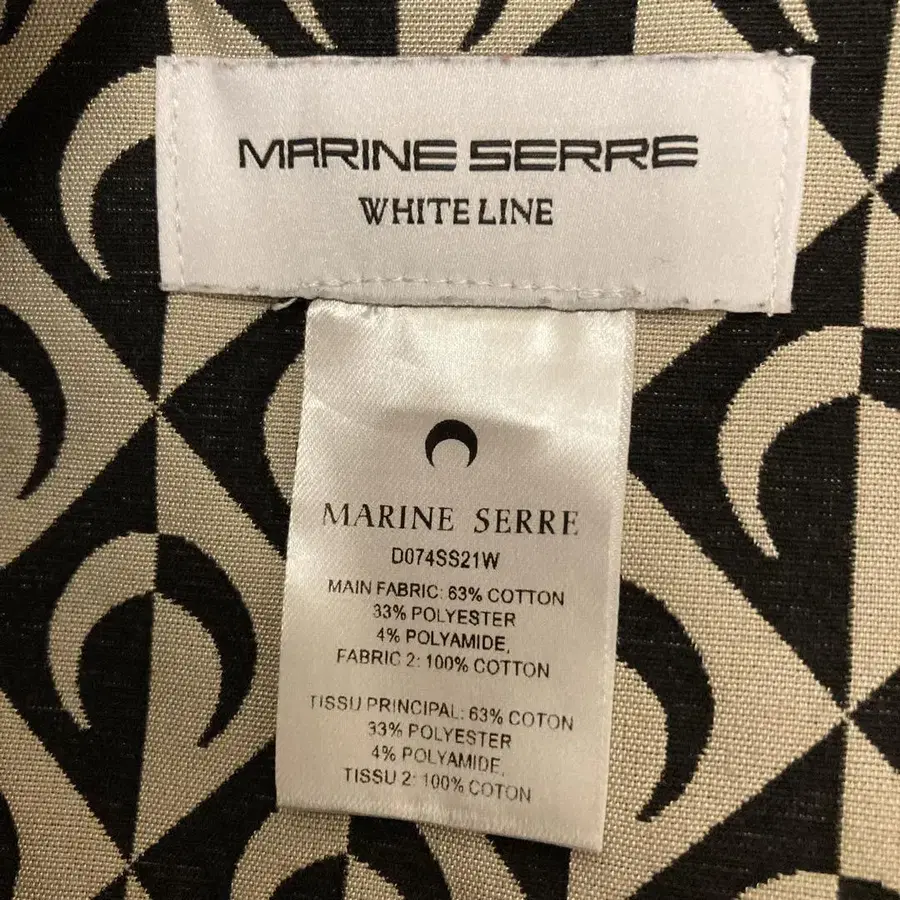 MARINE SERRE
WHITE LINE
MARINE SERRE
D074SS21W
MAIN FABRIC: 63% COTTON
33% POLYESTER
4% POLYAMIDE,
FABRIC 2: 100% COTTON
TISSU PRINCIPAL: 63% COTON
33% POLYESTER
4% POLYAMIDE,
TISSU 2: 100% COTON